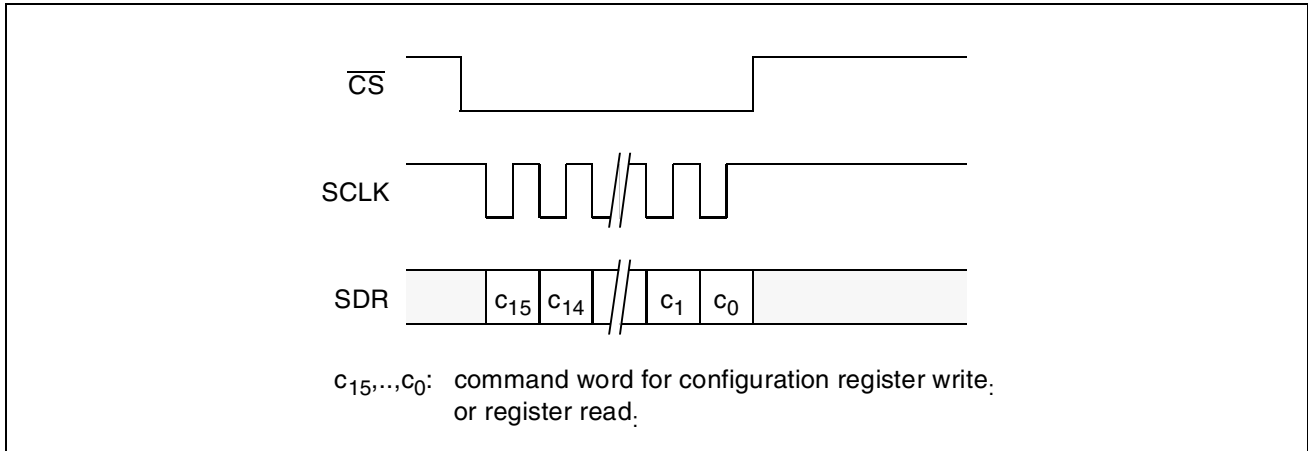 CS
SCLK
SDR c15 c14 c1 c0
c15,..,c0: command word for configuration register write:
or register read: